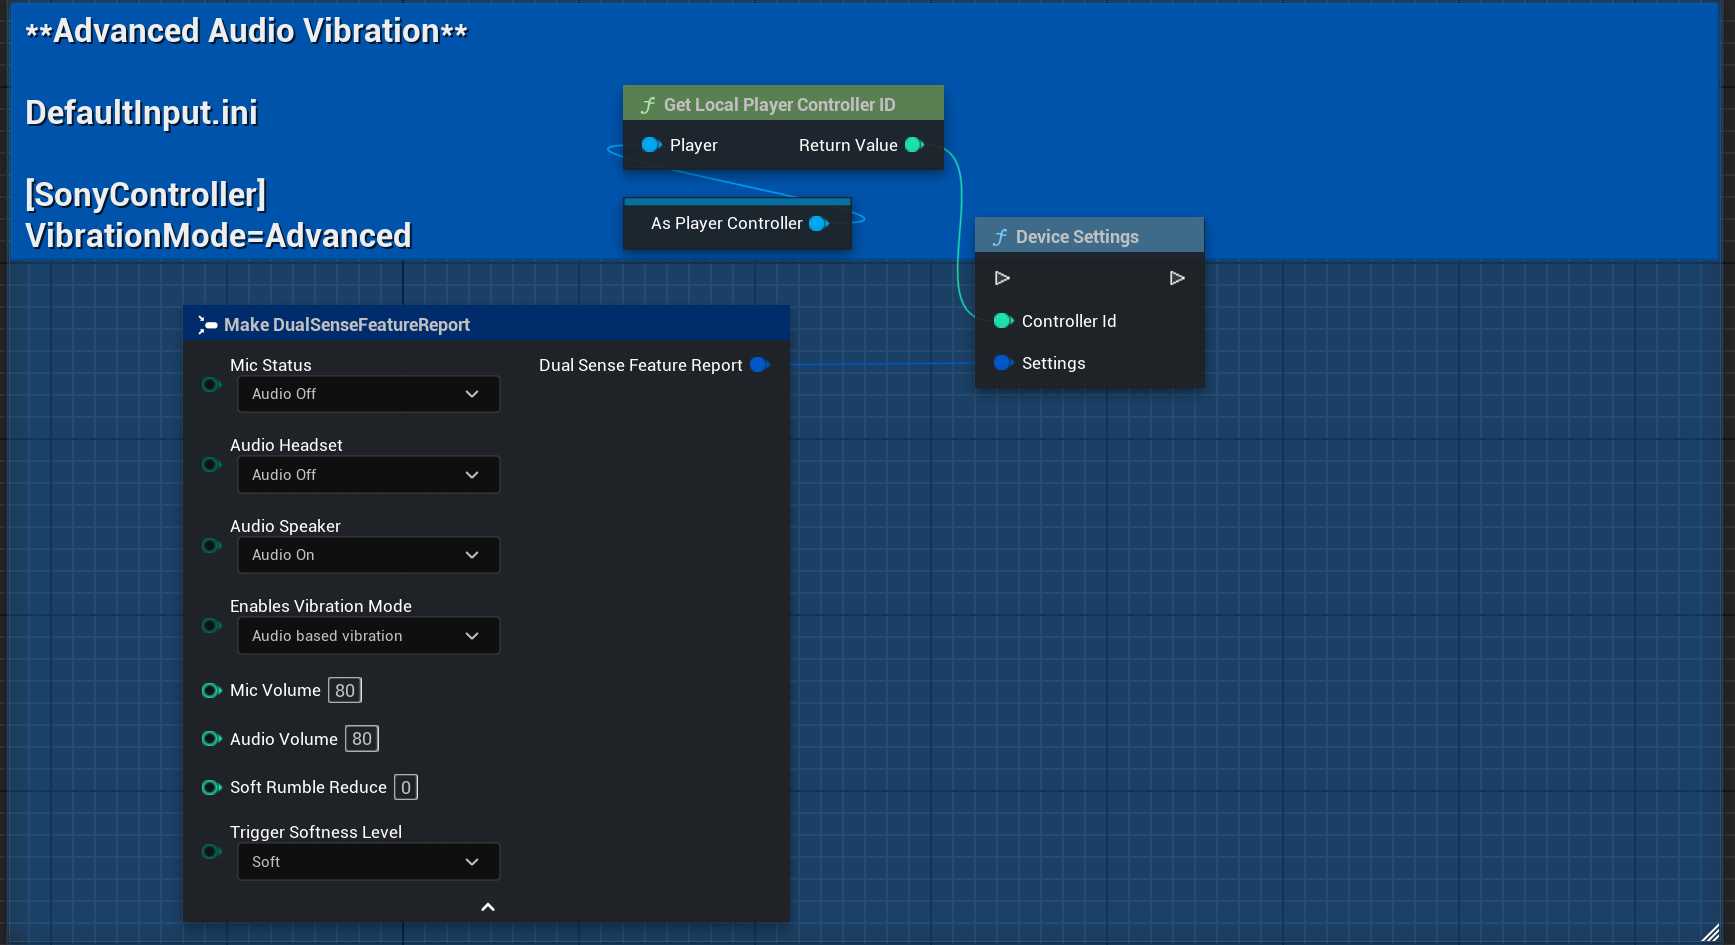 **Advanced Audio Vibration**
DefaultInput.ini
[SonyController]
VibrationMode=Advanced
Get Local Player Controller ID
Player
Return Value
As Player Controller
Device Settings
Controller Id
Settings
Make DualSenseFeatureReport
Mic Status
Dual Sense Feature Report
Audio Off
Audio Headset
Audio Off
Audio Speaker
Audio On
Enables Vibration Mode
Audio based vibration
Mic Volume 80
Audio Volume 80
Soft Rumble Reduce 0
Trigger Softness Level
Soft